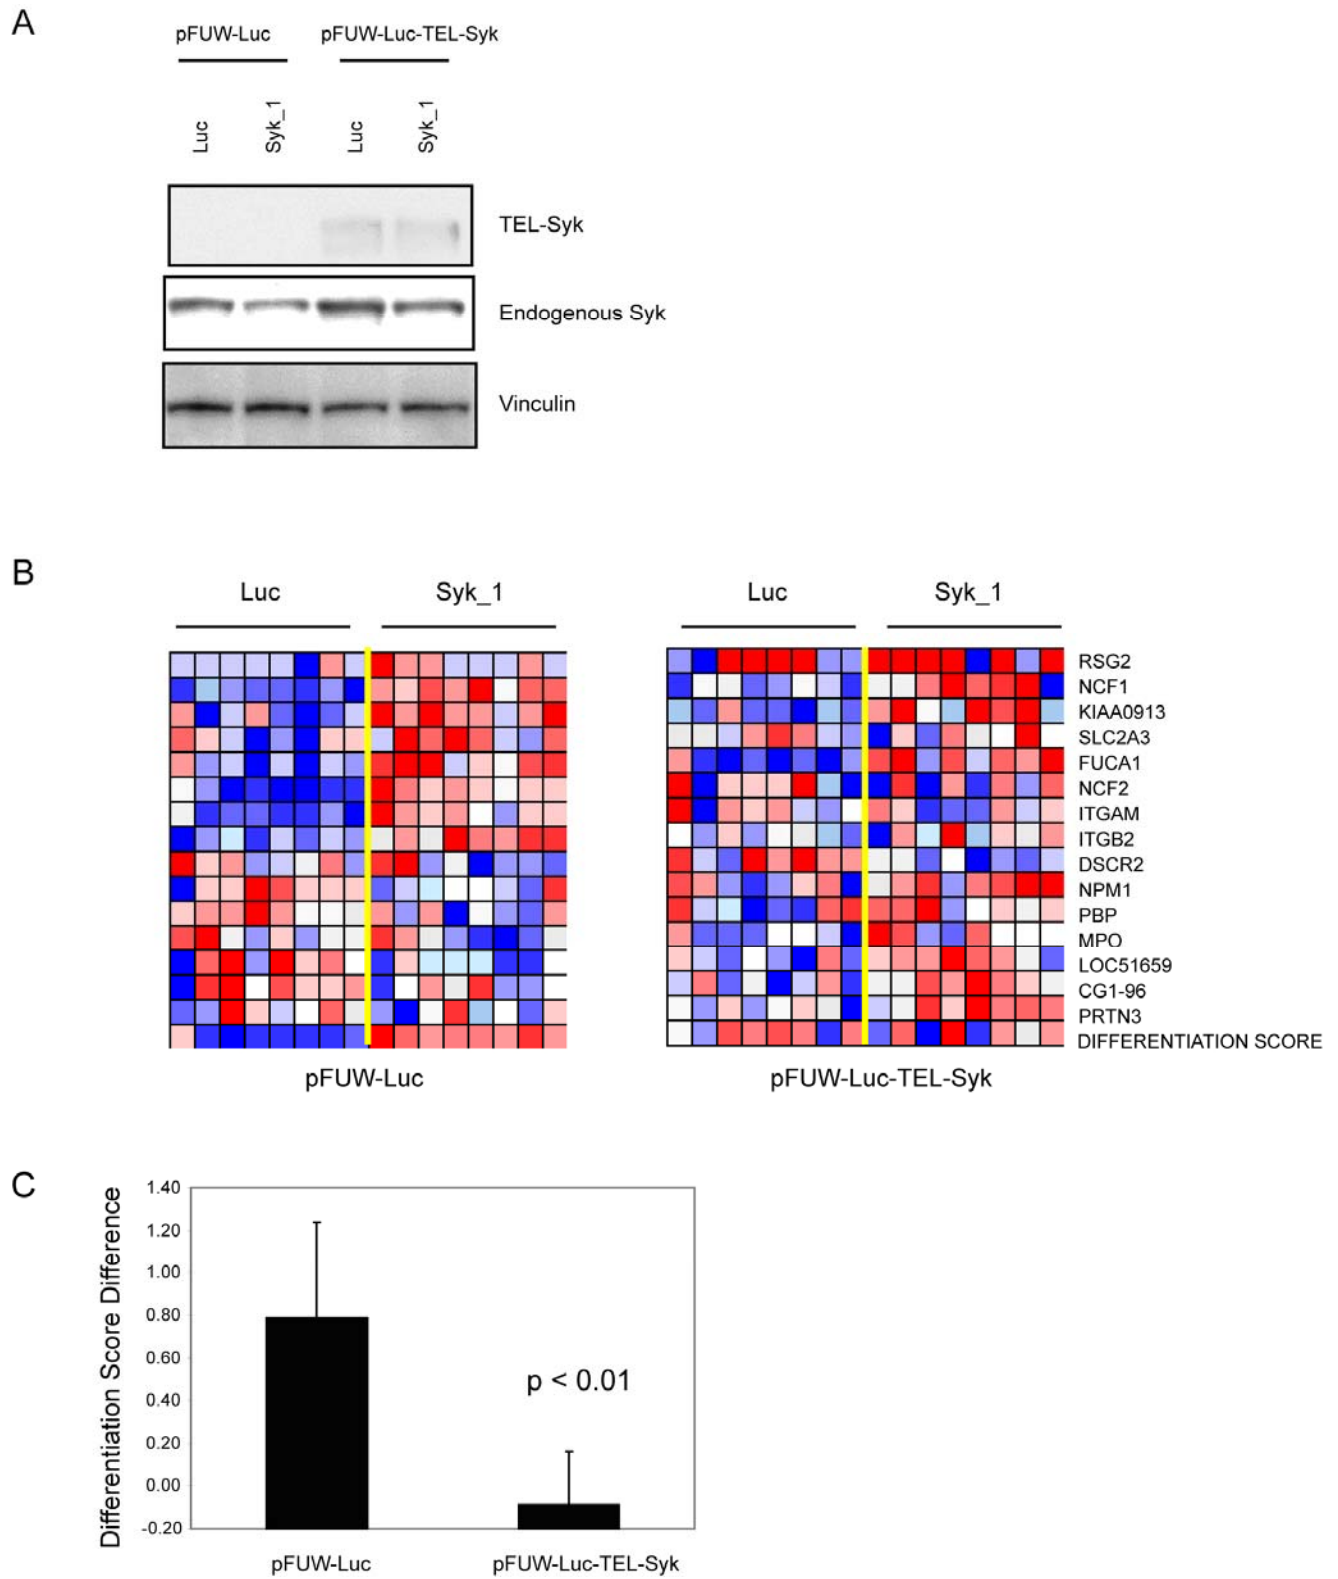 A
pFUW-Luc pFUW-Luc-TEL-Syk
Luc Syk_1 Luc Syk_1
TEL-Syk
Endogenous Syk
Vinculin
B
Luc Syk_1 Luc Syk_1
RSG2
NCF1
KIAA0913
SLC2A3
FUCA1
NCF2
ITGAM
ITGB2
DSCR2
NPM1
PBP
MPO
LOC51659
CG1-96
PRTN3
DIFFERENTIATION SCORE
pFUW-Luc pFUW-Luc-TEL-Syk
C
Differentiation Score Difference
1.40
1.20
1.00
0.80
0.60
0.40
0.20
0.00
-0.20
p < 0.01
pFUW-Luc pFUW-Luc-TEL-Syk